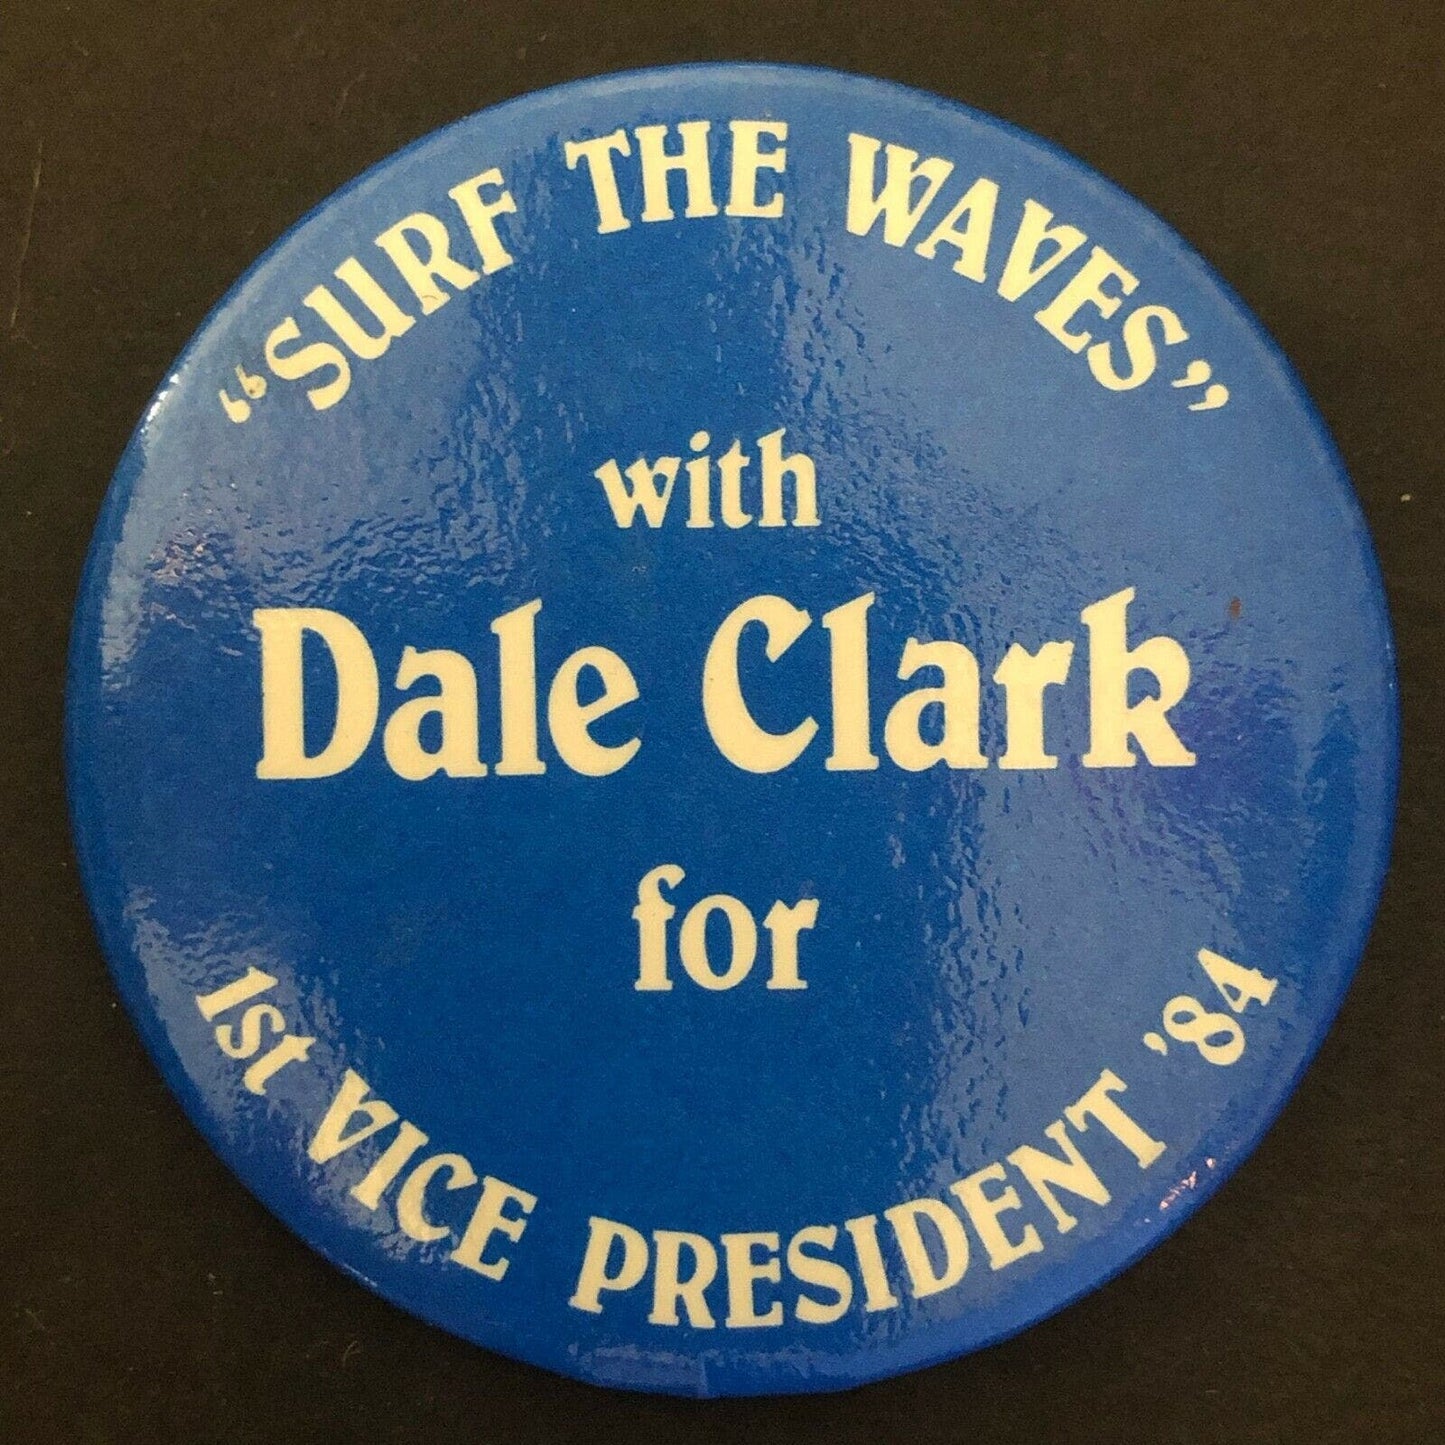 “SURF THE WAVES”
with
Dale Clark
for
1st VICE PRESIDENT ’84